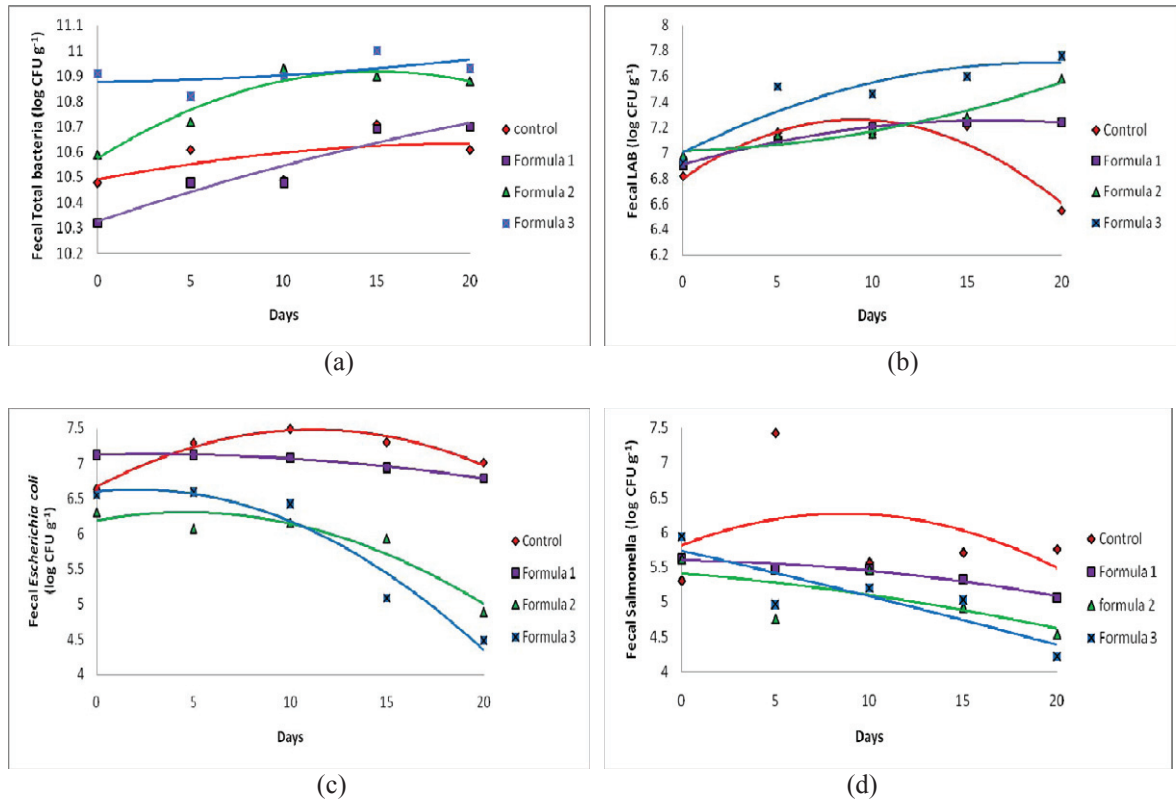 Fecal Total bacteria (log CFU g⁻¹)
11.1
11
10.9
10.8
10.7
10.6
10.5
10.4
10.3
10.2
0 5 10 15 20
Days
control
Formula 1
Formula 2
Formula 3
(a)
Fecal LAB (log CFU g⁻¹)
8
7.8
7.6
7.4
7.2
7
6.8
6.6
6.4
6.2
0 5 10 15 20
Days
Control
Formula 1
Formula 2
Formula 3
(b)
Fecal Escherichia coli
(log CFU g⁻¹)
7.5
7
6.5
6
5.5
5
4.5
4
0 5 10 15 20
Days
Control
Formula 1
Formula 2
Formula 3
(c)
Fecal Salmonella (log CFU g⁻¹)
7.5
7
6.5
6
5.5
5
4.5
4
0 5 10 15 20
Days
Control
Formula 1
formula 2
Formula 3
(d)